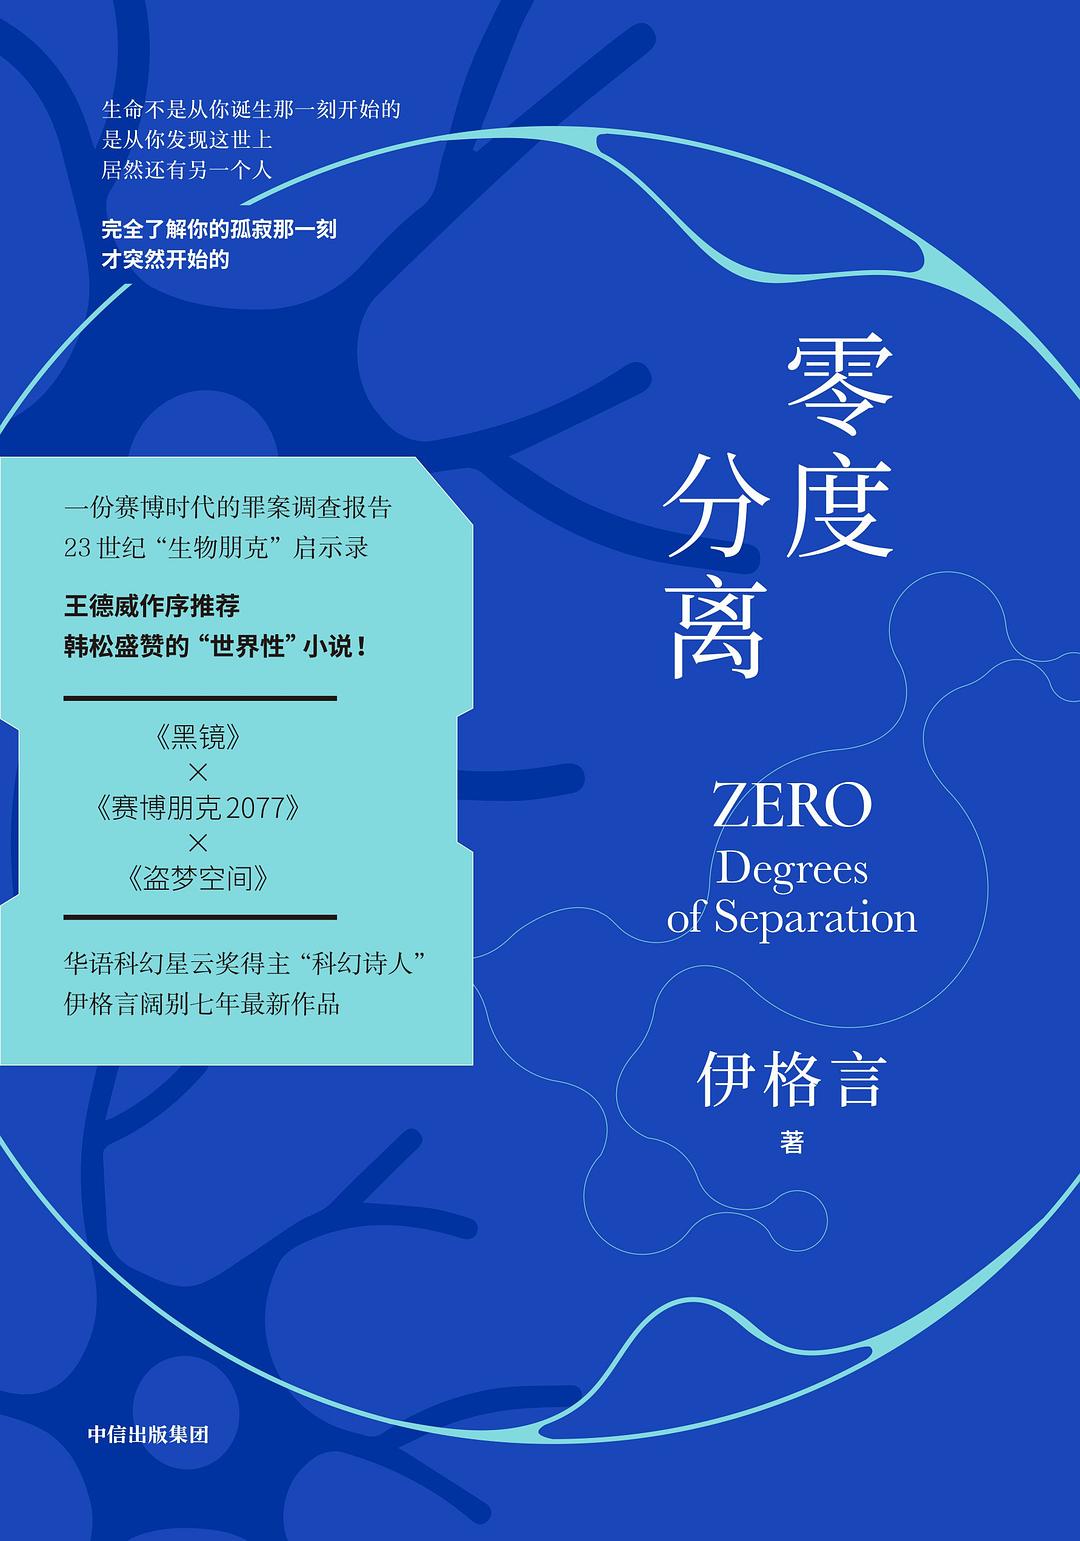 生命不是从你诞生那一刻开始的
是从你发现这世上
居然还有另一个人
完全了解你的孤寂那一刻
才突然开始的
零度
分离
一份赛博时代的罪案调查报告
23世纪“生物朋克”启示录
王德威作序推荐
韩松盛赞的“世界性”小说！
《黑镜》
×
《赛博朋克2077》
×
《盗梦空间》
华语科幻星云奖得主“科幻诗人”
伊格言阔别七年最新作品
ZERO
Degrees
of Separation
伊格言
著
中信出版集团